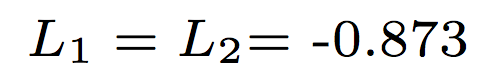 L₁ = L₂= -0.873